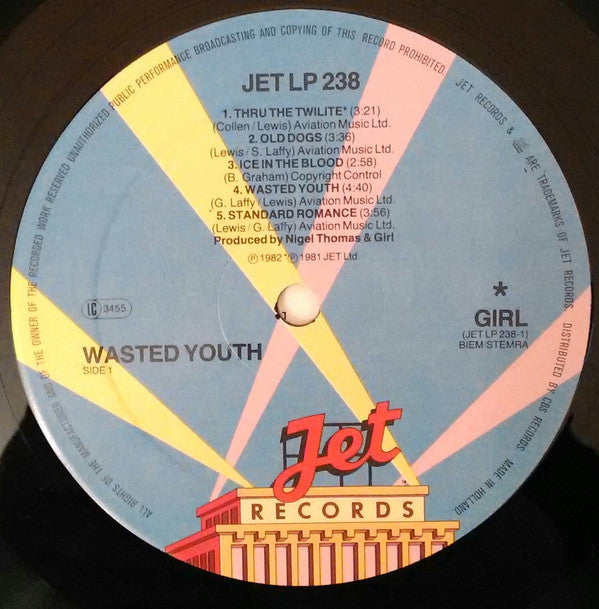 ALL RIGHTS OF THE MANUFACTURER AND OF THE OWNER OF THE RECORDED WORK RESERVED UNAUTHORIZED PUBLIC PERFORMANCE BROADCASTING AND COPYING OF THIS RECORD PROHIBITED.
JET RECORDS & ARE TRADEMARKS OF JET RECORDS. DISTRIBUTED BY CBS RECORDS. MADE IN HOLLAND
JET LP 238
1. THRU THE TWILITE* (3:21)
(Collen / Lewis) Aviation Music Ltd.
2. OLD DOGS (3:36)
(Lewis / S. Laffy) Aviation Music Ltd.
3. ICE IN THE BLOOD (2:58)
(B. Graham) Copyright Control
4. WASTED YOUTH (4:40)
(G. Laffy / Lewis) Aviation Music Ltd.
5. STANDARD ROMANCE (3:56)
(Lewis / G. Laffy) Aviation Music Ltd.
Produced by Nigel Thomas & Girl
℗ 1982 *℗ 1981 JET Ltd
LC 3455
*
GIRL
(JET LP 238-1)
BIEM/STEMRA
WASTED YOUTH
SIDE 1
Jet
RECORDS